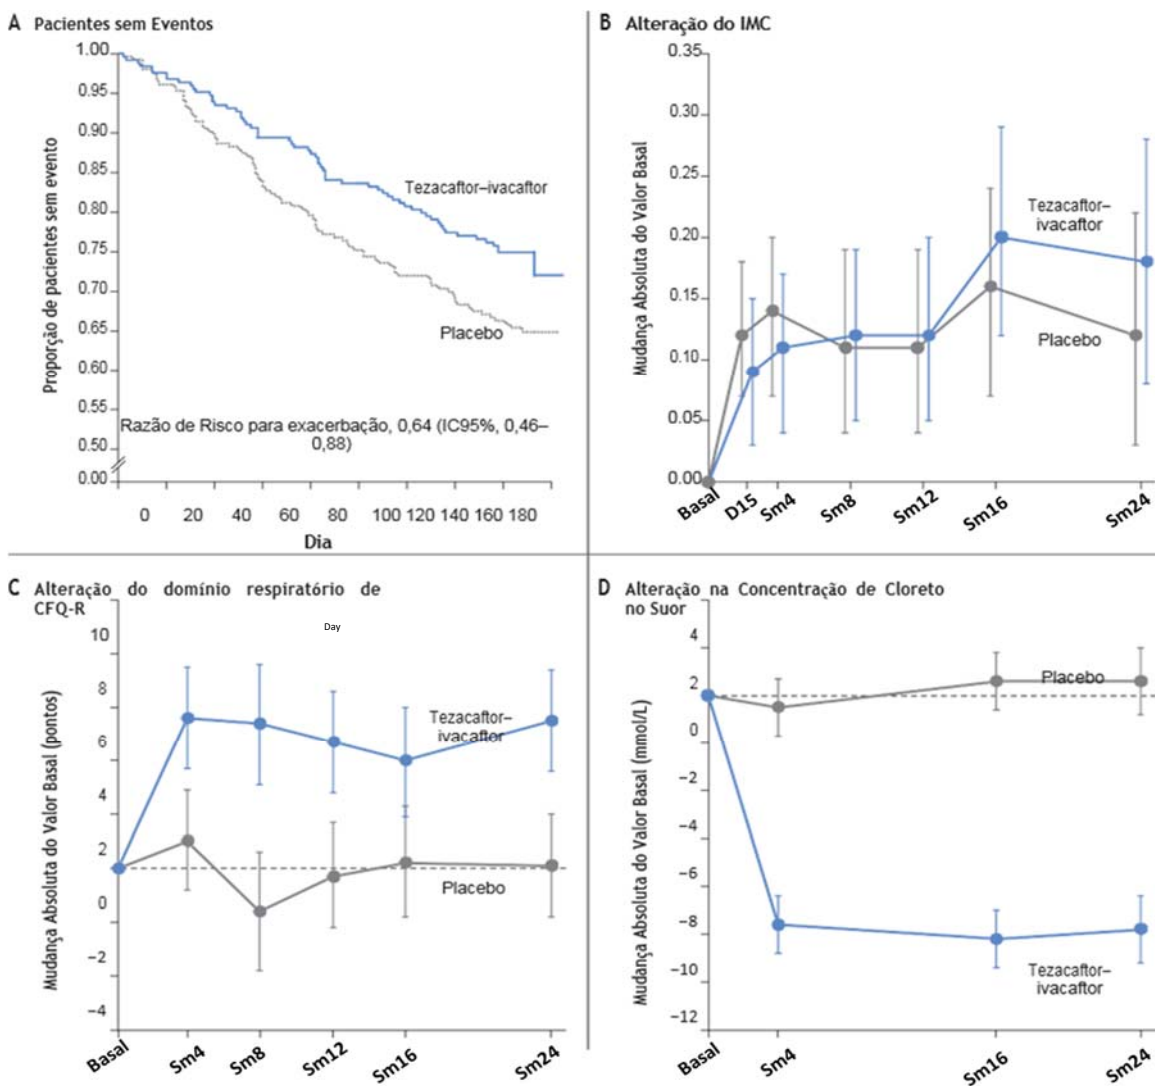 A Pacientes sem Eventos
Proporção de pacientes sem evento
1.00
0.95
0.90
0.85
0.80
0.75
0.70
0.65
0.60
0.55
0.50
0.00
Tezacaftor–ivacaftor
Placebo
Razão de Risco para exacerbação, 0,64 (IC95%, 0,46–
0,88)
0 20 40 60 80 100 120 140 160 180
Dia
B Alteração do IMC
Mudança Absoluta do Valor Basal
0.35
0.30
0.25
0.20
0.15
0.10
0.05
0.00
Tezacaftor–
ivacaftor
Placebo
Basal D15 Sm4 Sm8 Sm12 Sm16 Sm24
C Alteração do domínio respiratório de
CFQ-R
Day
Mudança Absoluta do Valor Basal (pontos)
10
8
6
4
2
0
−2
−4
Tezacaftor–
ivacaftor
Placebo
Basal Sm4 Sm8 Sm12 Sm16 Sm24
D Alteração na Concentração de Cloreto
no Suor
Mudança Absoluta do Valor Basal (mmol/L)
4
2
0
−2
−4
−6
−8
−10
−12
Placebo
Tezacaftor–
ivacaftor
Basal Sm4 Sm16 Sm24